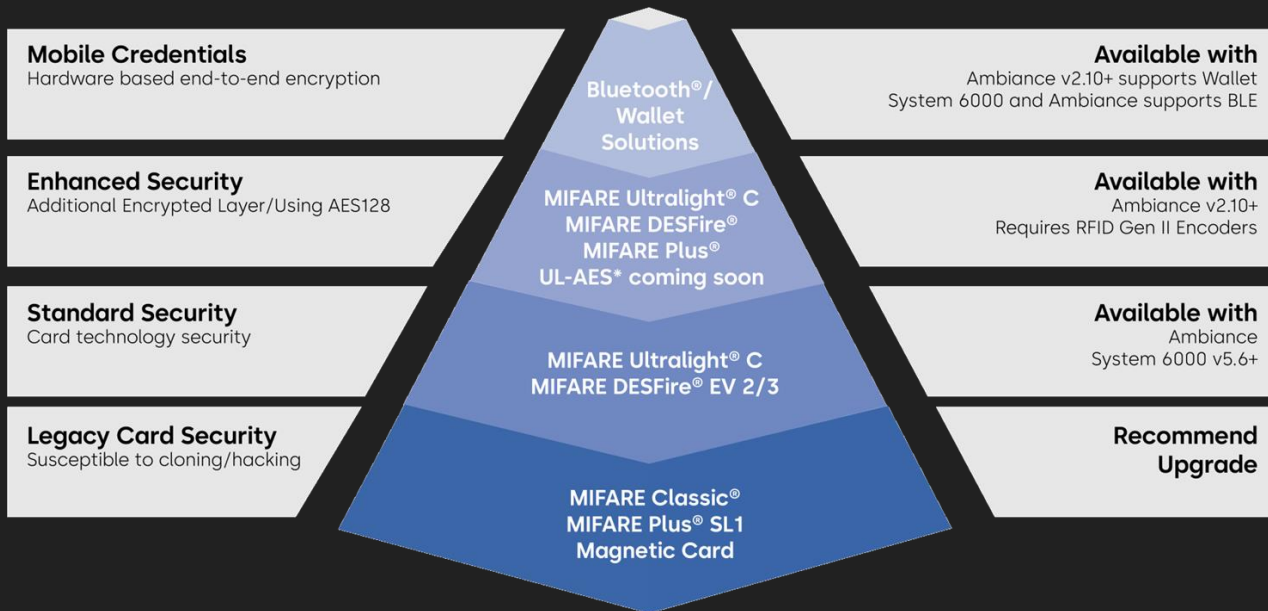 Mobile Credentials
Hardware based end-to-end encryption
Bluetooth®/
Wallet
Solutions
Available with
Ambiance v2.10+ supports Wallet
System 6000 and Ambiance supports BLE
Enhanced Security
Additional Encrypted Layer/Using AES128
MIFARE Ultralight® C
MIFARE DESFire®
MIFARE Plus®
UL-AES* coming soon
Available with
Ambiance v2.10+
Requires RFID Gen II Encoders
Standard Security
Card technology security
MIFARE Ultralight® C
MIFARE DESFire® EV 2/3
Available with
Ambiance
System 6000 v5.6+
Legacy Card Security
Susceptible to cloning/hacking
MIFARE Classic®
MIFARE Plus® SL1
Magnetic Card
Recommend
Upgrade